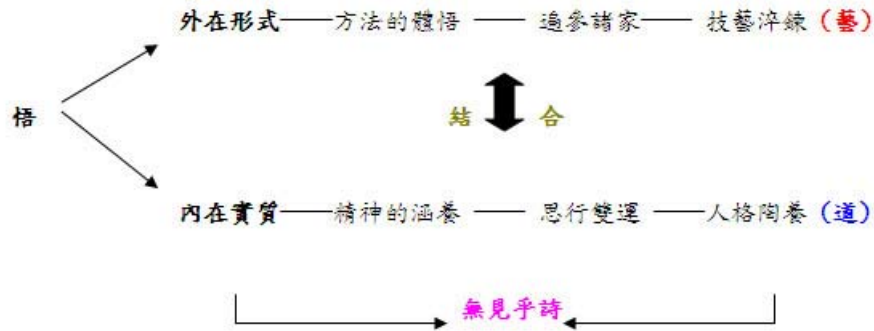 外在形式──方法的體悟──遍參諸家──技藝淬鍊(藝)
悟
結 合
內在實質──精神的涵養──思行雙運──人格陶養(道)
無見乎詩